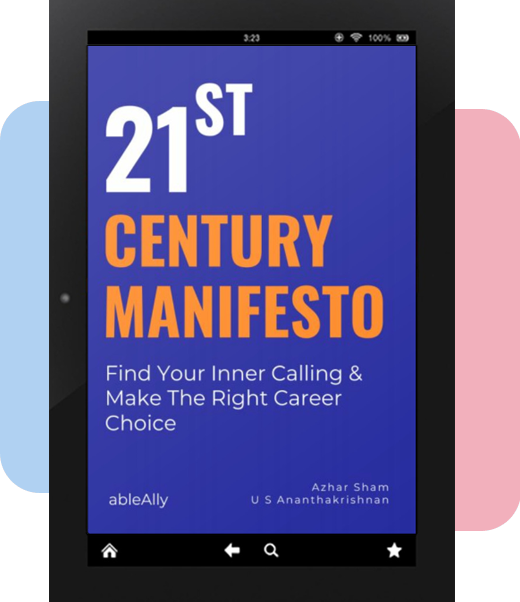 3:23 100%
21ST
CENTURY
MANIFESTO
Find Your Inner Calling &
Make The Right Career
Choice
Azhar Sham
ableAlly U S Ananthakrishnan